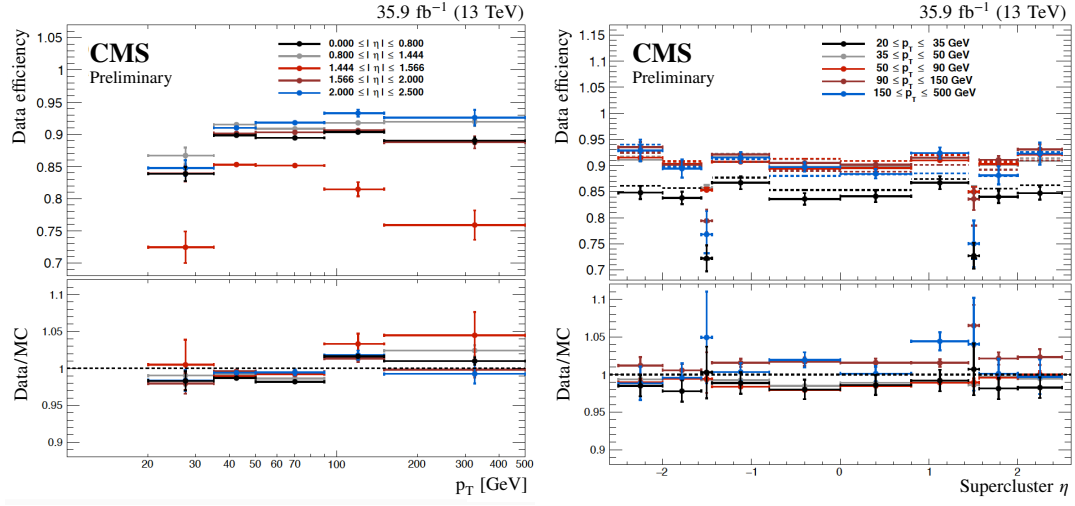 35.9 fb⁻¹ (13 TeV)
CMS
Preliminary
0.000 ≤ | η | ≤ 0.800
0.800 ≤ | η | ≤ 1.444
1.444 ≤ | η | ≤ 1.566
1.566 ≤ | η | ≤ 2.000
2.000 ≤ | η | ≤ 2.500
Data efficiency
1.05
1
0.95
0.9
0.85
0.8
0.75
0.7
Data/MC
1.1
1.05
1
0.95
0.9
20 30 40 50 60 70 100 200 300 400 500
p_T [GeV]
35.9 fb⁻¹ (13 TeV)
CMS
Preliminary
20 ≤ p_T ≤ 35 GeV
35 ≤ p_T ≤ 50 GeV
50 ≤ p_T ≤ 90 GeV
90 ≤ p_T ≤ 150 GeV
150 ≤ p_T ≤ 500 GeV
Data efficiency
1.15
1.1
1.05
1
0.95
0.9
0.85
0.8
0.75
0.7
Data/MC
1.1
1.05
1
0.95
0.9
−2 −1 0 1 2
Supercluster η